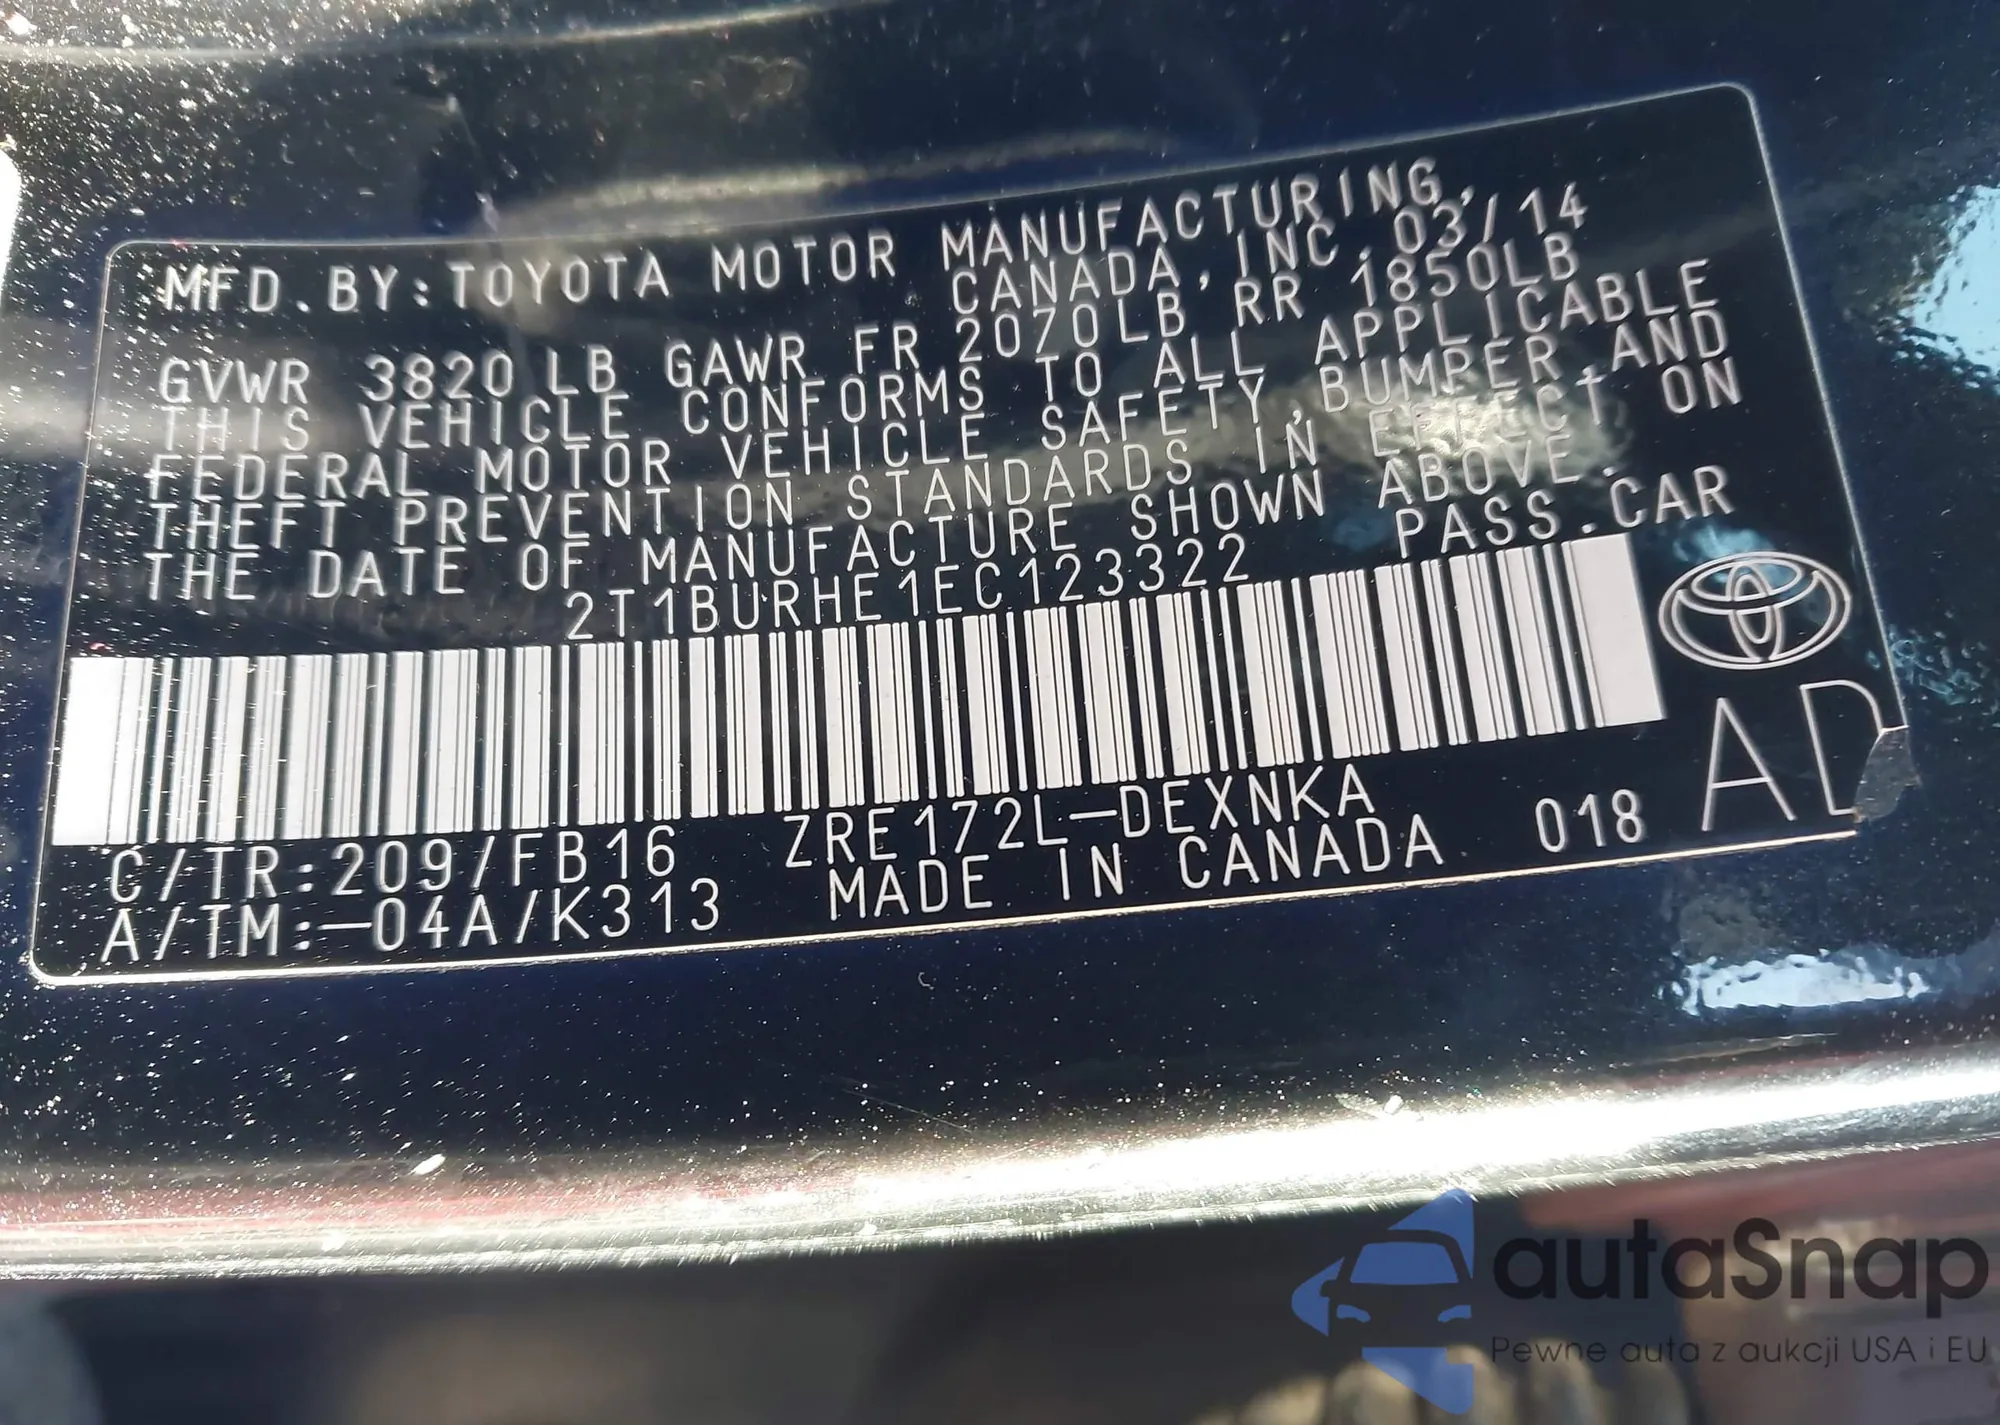 MFD.BY:TOYOTA MOTOR MANUFACTURING,
CANADA, INC. 03/14
GVWR 3820LB GAWR FR 2070LB RR 1850LB
THIS VEHICLE CONFORMS TO ALL APPLICABLE
FEDERAL MOTOR VEHICLE SAFETY,BUMPER,AND
THEFT PREVENTION STANDARDS IN EFFECT ON
THE DATE OF MANUFACTURE SHOWN ABOVE.
2T1BURHE1EC123322 PASS.CAR
C/TR:209/FB16 ZRE172L-DEXNKA
A/TM:-04A/K313 MADE IN CANADA 018 AD
autaSnap
Pewne auta z aukcji USA i EU